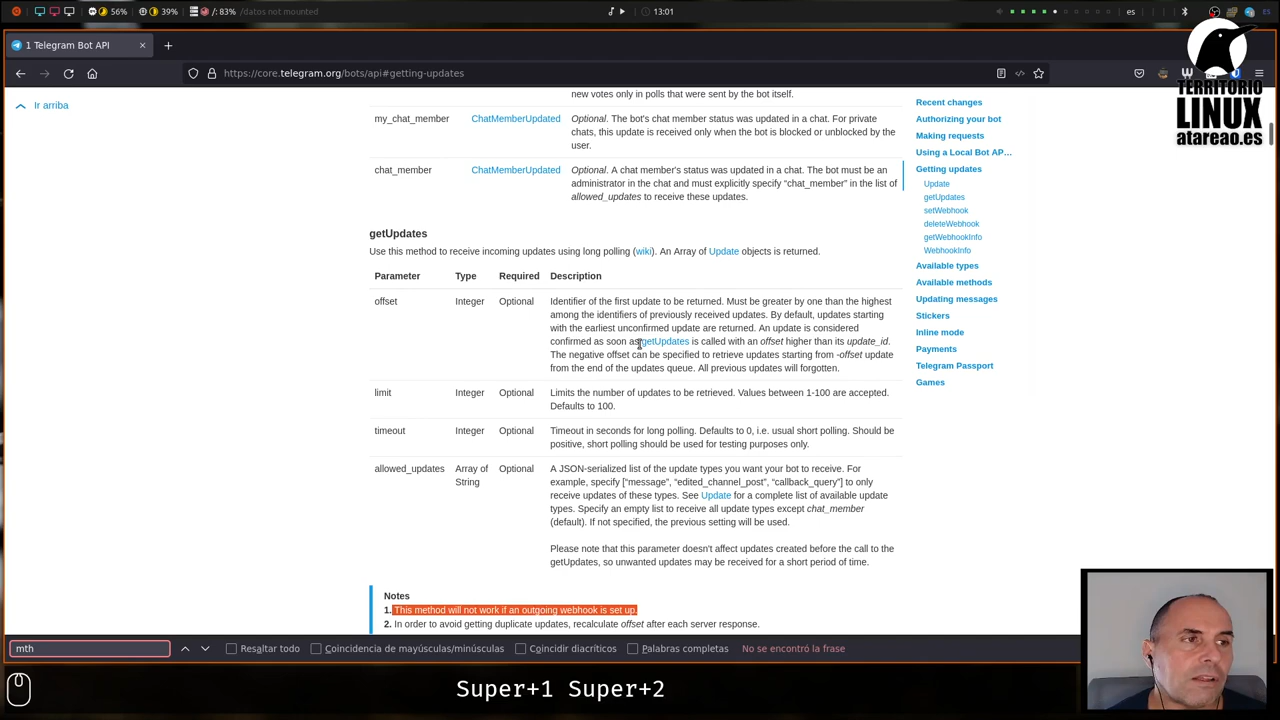 56%
39%
/: 83%
/datos not mounted
13:01
es
ES
1 Telegram Bot API
https://core.telegram.org/bots/api#getting-updates
TERRITORIO
LINUX
atareao.es
Ir arriba
new votes only in polls that were sent by the bot itself.
my_chat_member ChatMemberUpdated Optional. The bot's chat member status was updated in a chat. For private
chats, this update is received only when the bot is blocked or unblocked by the
user.
chat_member ChatMemberUpdated Optional. A chat member's status was updated in a chat. The bot must be an
administrator in the chat and must explicitly specify “chat_member” in the list of
allowed_updates to receive these updates.
getUpdates
Use this method to receive incoming updates using long polling (wiki). An Array of Update objects is returned.
Parameter Type Required Description
offset Integer Optional Identifier of the first update to be returned. Must be greater by one than the highest
among the identifiers of previously received updates. By default, updates starting
with the earliest unconfirmed update are returned. An update is considered
confirmed as soon as getUpdates is called with an offset higher than its update_id.
The negative offset can be specified to retrieve updates starting from -offset update
from the end of the updates queue. All previous updates will forgotten.
limit Integer Optional Limits the number of updates to be retrieved. Values between 1-100 are accepted.
Defaults to 100.
timeout Integer Optional Timeout in seconds for long polling. Defaults to 0, i.e. usual short polling. Should be
positive, short polling should be used for testing purposes only.
allowed_updates Array of Optional A JSON-serialized list of the update types you want your bot to receive. For
String example, specify [“message”, “edited_channel_post”, “callback_query”] to only
receive updates of these types. See Update for a complete list of available update
types. Specify an empty list to receive all update types except chat_member
(default). If not specified, the previous setting will be used.
Please note that this parameter doesn't affect updates created before the call to the
getUpdates, so unwanted updates may be received for a short period of time.
Notes
1. This method will not work if an outgoing webhook is set up.
2. In order to avoid getting duplicate updates, recalculate offset after each server response.
Recent changes
Authorizing your bot
Making requests
Using a Local Bot AP…
Getting updates
Update
getUpdates
setWebhook
deleteWebhook
getWebhookInfo
WebhookInfo
Available types
Available methods
Updating messages
Stickers
Inline mode
Payments
Telegram Passport
Games
mth
Resaltar todo
Coincidencia de mayúsculas/minúsculas
Coincidir diacríticos
Palabras completas
No se encontró la frase
Super+1 Super+2